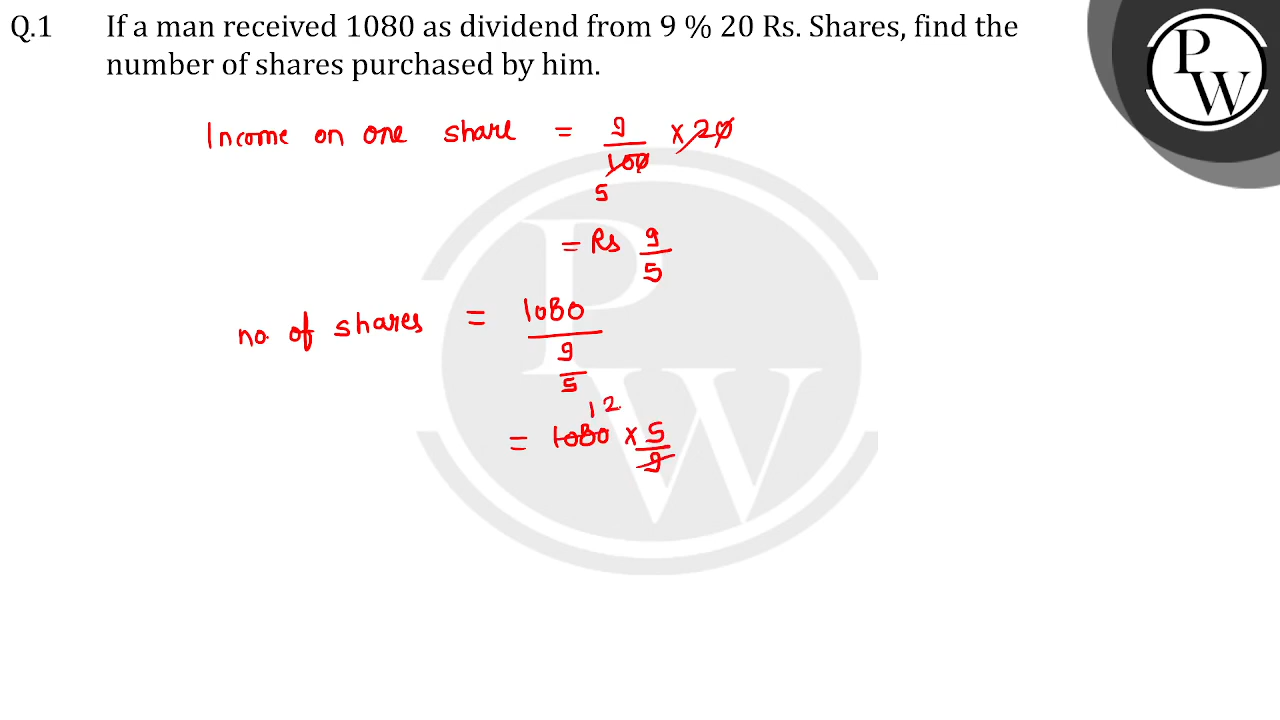 Q.1 If a man received 1080 as dividend from 9 % 20 Rs. Shares, find the
number of shares purchased by him.
PW
Income on one share = 9/100 × 20
5
= Rs 9/5
no. of shares = 1080/(9/5)
12
= 1080 × 5/9
PW